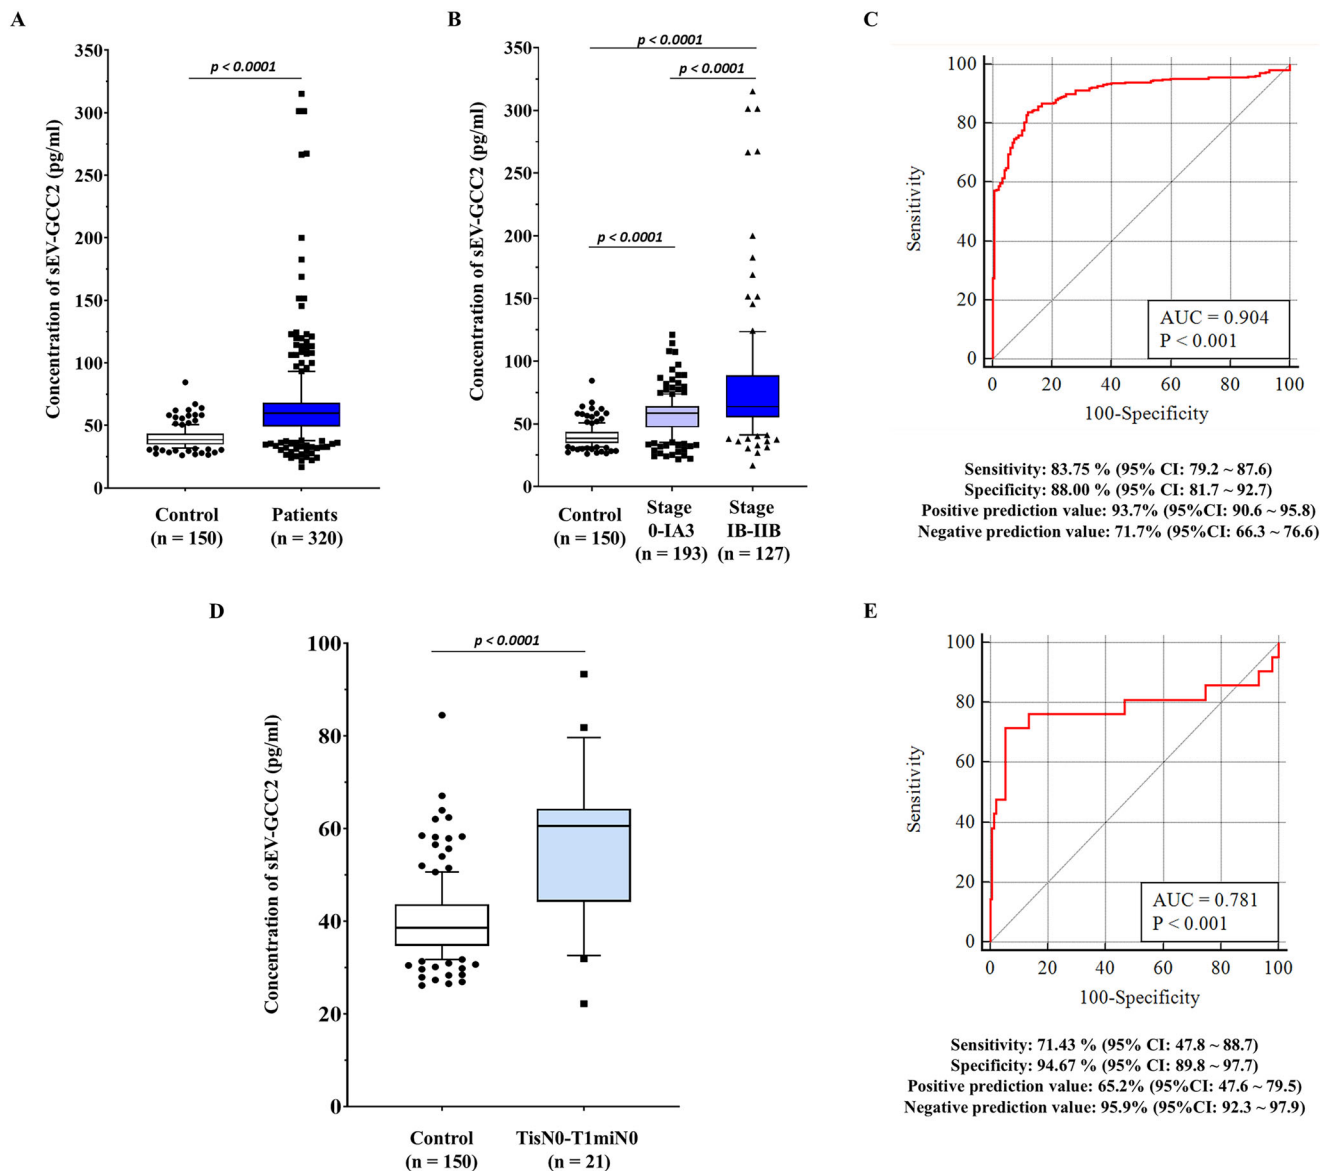 A
Concentration of sEV-GCC2 (pg/ml)
350
300
250
200
150
100
50
0
p < 0.0001
Control
(n = 150)
Patients
(n = 320)
B
Concentration of sEV-GCC2 (pg/ml)
350
300
250
200
150
100
50
0
p < 0.0001
p < 0.0001
p < 0.0001
Control
(n = 150)
Stage
0-IA3
(n = 193)
Stage
IB-IIB
(n = 127)
C
Sensitivity
100
80
60
40
20
0
AUC = 0.904
P < 0.001
0 20 40 60 80 100
100-Specificity
Sensitivity: 83.75 % (95% CI: 79.2 ~ 87.6)
Specificity: 88.00 % (95% CI: 81.7 ~ 92.7)
Positive prediction value: 93.7% (95%CI: 90.6 ~ 95.8)
Negative prediction value: 71.7% (95%CI: 66.3 ~ 76.6)
D
Concentration of sEV-GCC2 (pg/ml)
100
80
60
40
20
0
p < 0.0001
Control
(n = 150)
TisN0-T1miN0
(n = 21)
E
Sensitivity
100
80
60
40
20
0
AUC = 0.781
P < 0.001
0 20 40 60 80 100
100-Specificity
Sensitivity: 71.43 % (95% CI: 47.8 ~ 88.7)
Specificity: 94.67 % (95% CI: 89.8 ~ 97.7)
Positive prediction value: 65.2% (95%CI: 47.6 ~ 79.5)
Negative prediction value: 95.9% (95%CI: 92.3 ~ 97.9)